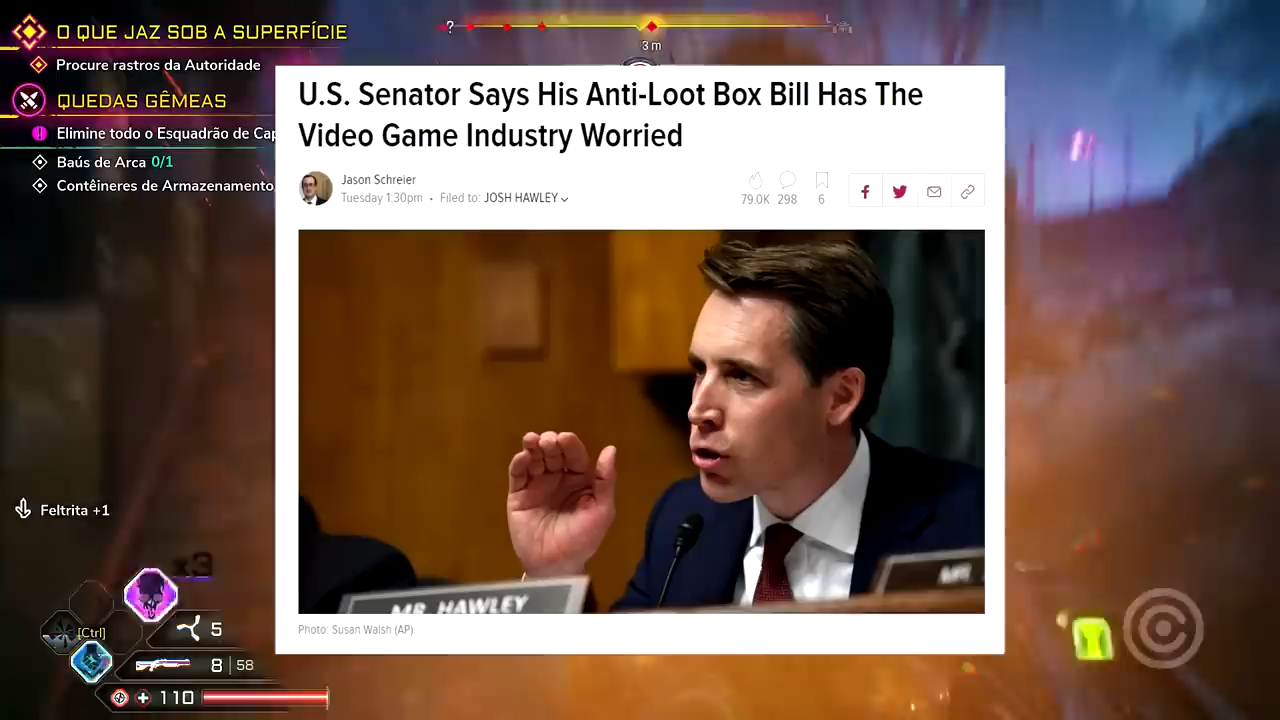 O QUE JAZ SOB A SUPERFÍCIE
Procure rastros da Autoridade
QUEDAS GÊMEAS
Elimine todo o Esquadrão de Cap
Baús de Arca 0/1
Contêineres de Armazenamento
?
3 m
U.S. Senator Says His Anti-Loot Box Bill Has The
Video Game Industry Worried
Jason Schreier
Tuesday 1:30pm • Filed to: JOSH HAWLEY
79.0K 298 6
MR. HAWLEY
MR.
Photo: Susan Walsh (AP)
Feltrita +1
x3
[Ctrl]
5
8 | 58
110